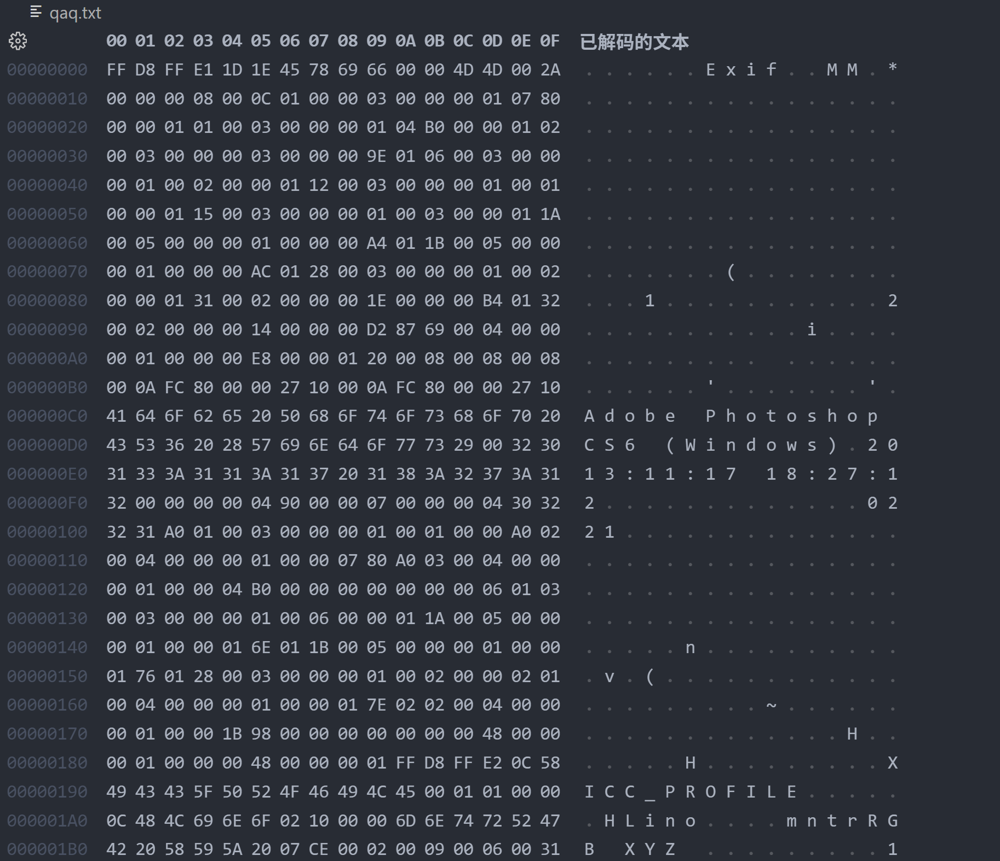 qaq.txt
00 01 02 03 04 05 06 07 08 09 0A 0B 0C 0D 0E 0F 已解码的文本
00000000 FF D8 FF E1 1D 1E 45 78 69 66 00 00 4D 4D 00 2A . . . . . . E x i f . . M M . *
00000010 00 00 00 08 00 0C 01 00 00 03 00 00 00 01 07 80 . . . . . . . . . . . . . . . .
00000020 00 00 01 01 00 03 00 00 00 01 04 B0 00 00 01 02 . . . . . . . . . . . . . . . .
00000030 00 03 00 00 00 03 00 00 00 9E 01 06 00 03 00 00 . . . . . . . . . . . . . . . .
00000040 00 01 00 02 00 00 01 12 00 03 00 00 00 01 00 01 . . . . . . . . . . . . . . . .
00000050 00 00 01 15 00 03 00 00 00 01 00 03 00 00 01 1A . . . . . . . . . . . . . . . .
00000060 00 05 00 00 00 01 00 00 00 A4 01 1B 00 05 00 00 . . . . . . . . . . . . . . . .
00000070 00 01 00 00 00 AC 01 28 00 03 00 00 00 01 00 02 . . . . . . . ( . . . . . . . .
00000080 00 00 01 31 00 02 00 00 00 1E 00 00 00 B4 01 32 . . . 1 . . . . . . . . . . . 2
00000090 00 02 00 00 00 14 00 00 00 D2 87 69 00 04 00 00 . . . . . . . . . . . i . . . .
000000A0 00 01 00 00 00 E8 00 00 01 20 00 08 00 08 00 08 . . . . . . . . .   . . . . . .
000000B0 00 0A FC 80 00 00 27 10 00 0A FC 80 00 00 27 10 . . . . . . ' . . . . . . . ' .
000000C0 41 64 6F 62 65 20 50 68 6F 74 6F 73 68 6F 70 20 A d o b e   P h o t o s h o p
000000D0 43 53 36 20 28 57 69 6E 64 6F 77 73 29 00 32 30 C S 6   ( W i n d o w s ) . 2 0
000000E0 31 33 3A 31 31 3A 31 37 20 31 38 3A 32 37 3A 31 1 3 : 1 1 : 1 7   1 8 : 2 7 : 1
000000F0 32 00 00 00 00 04 90 00 00 07 00 00 00 04 30 32 2 . . . . . . . . . . . . . 0 2
00000100 32 31 A0 01 00 03 00 00 00 01 00 01 00 00 A0 02 2 1 . . . . . . . . . . . . . .
00000110 00 04 00 00 00 01 00 00 07 80 A0 03 00 04 00 00 . . . . . . . . . . . . . . . .
00000120 00 01 00 00 04 B0 00 00 00 00 00 00 00 06 01 03 . . . . . . . . . . . . . . . .
00000130 00 03 00 00 00 01 00 06 00 00 01 1A 00 05 00 00 . . . . . . . . . . . . . . . .
00000140 00 01 00 00 01 6E 01 1B 00 05 00 00 00 01 00 00 . . . . . n . . . . . . . . . .
00000150 01 76 01 28 00 03 00 00 00 01 00 02 00 00 02 01 . v . ( . . . . . . . . . . . .
00000160 00 04 00 00 00 01 00 00 01 7E 02 02 00 04 00 00 . . . . . . . . . ~ . . . . . .
00000170 00 01 00 00 1B 98 00 00 00 00 00 00 00 48 00 00 . . . . . . . . . . . . . H . .
00000180 00 01 00 00 00 48 00 00 00 01 FF D8 FF E2 0C 58 . . . . . H . . . . . . . . . X
00000190 49 43 43 5F 50 52 4F 46 49 4C 45 00 01 01 00 00 I C C _ P R O F I L E . . . . .
000001A0 0C 48 4C 69 6E 6F 02 10 00 00 6D 6E 74 72 52 47 . H L i n o . . . . m n t r R G
000001B0 42 20 58 59 5A 20 07 CE 00 02 00 09 00 06 00 31 B   X Y Z   . . . . . . . . . 1